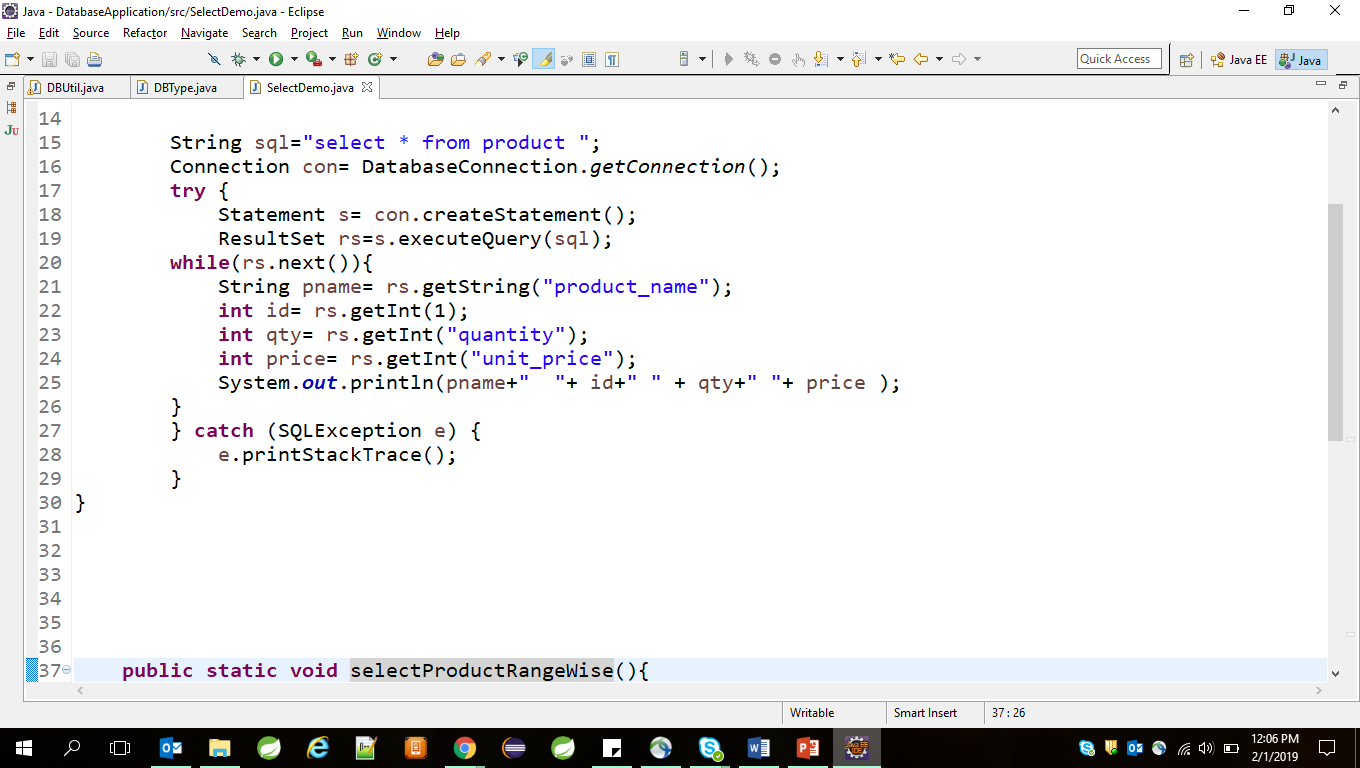 Java - DatabaseApplication/src/SelectDemo.java - Eclipse
File Edit Source Refactor Navigate Search Project Run Window Help
Quick Access Java EE Java
DBUtil.java DBType.java SelectDemo.java
14
15 String sql="select * from product ";
16 Connection con= DatabaseConnection.getConnection();
17 try {
18 Statement s= con.createStatement();
19 ResultSet rs=s.executeQuery(sql);
20 while(rs.next()){
21 String pname= rs.getString("product_name");
22 int id= rs.getInt(1);
23 int qty= rs.getInt("quantity");
24 int price= rs.getInt("unit_price");
25 System.out.println(pname+"  "+ id+" " + qty+" "+ price );
26 }
27 } catch (SQLException e) {
28 e.printStackTrace();
29 }
30 }
31
32
33
34
35
36
37 public static void selectProductRangeWise(){
Writable Smart Insert 37 : 26
12:06 PM
2/1/2019